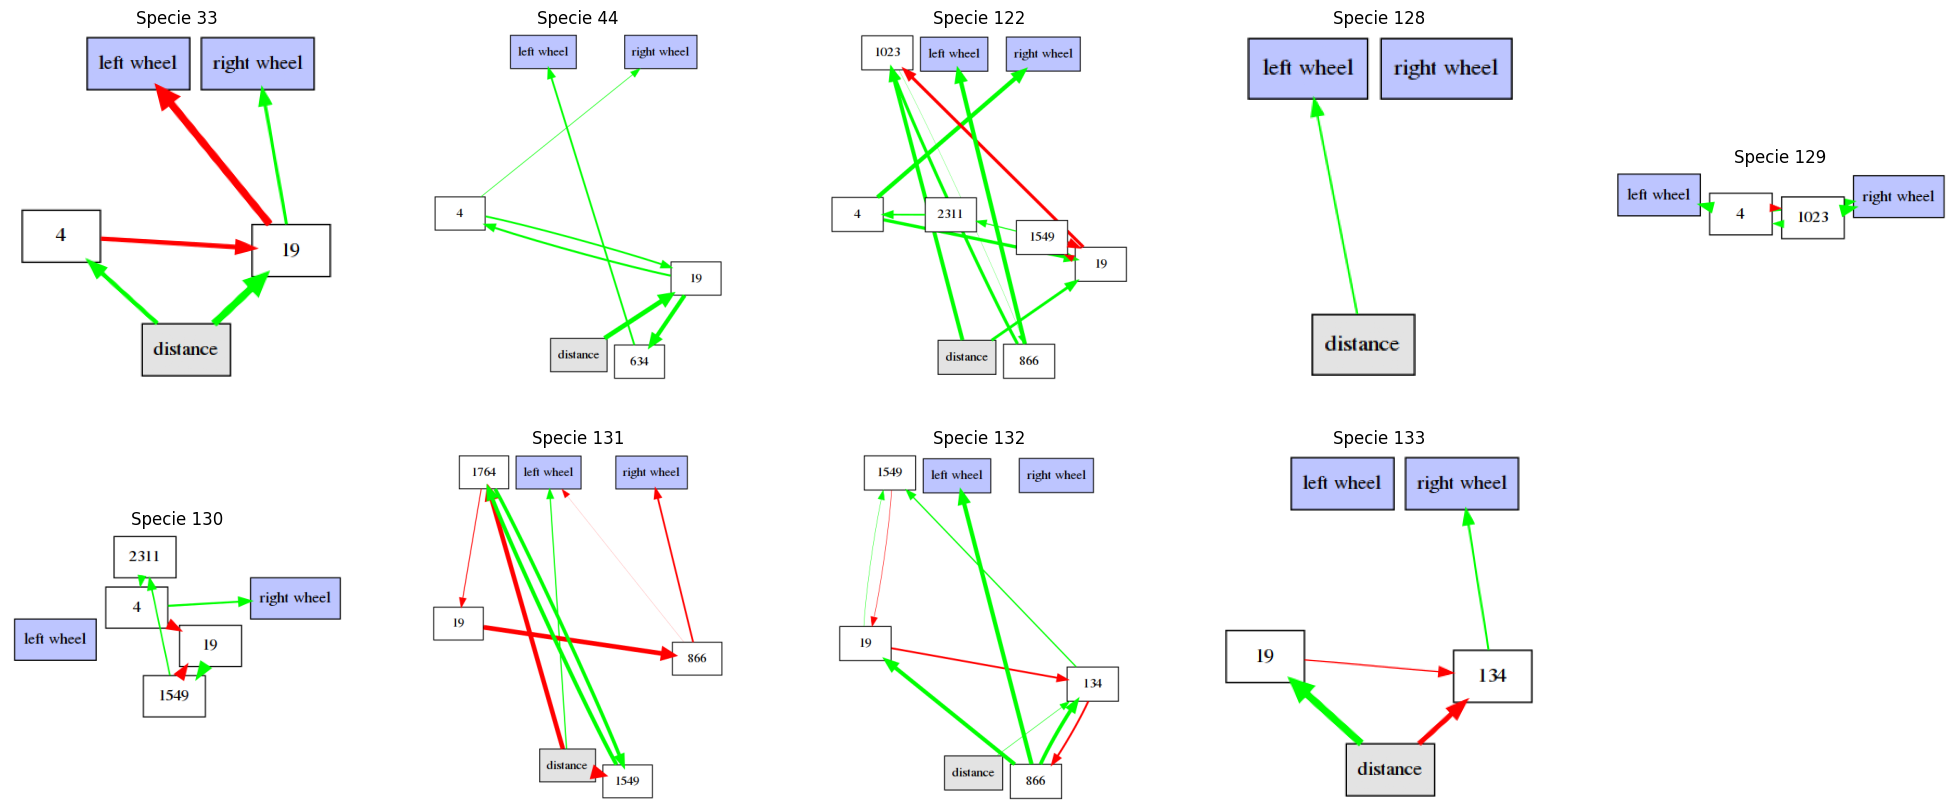 Specie 33
left wheel
right wheel
4
19
distance
Specie 44
left wheel
right wheel
4
19
distance
634
Specie 122
1023
left wheel
right wheel
4
2311
1549
19
distance
866
Specie 128
left wheel
right wheel
distance
Specie 129
left wheel
4
1023
right wheel
Specie 130
2311
4
right wheel
left wheel
19
1549
Specie 131
1764
left wheel
right wheel
19
866
distance
1549
Specie 132
1549
left wheel
right wheel
19
134
distance
866
Specie 133
left wheel
right wheel
19
134
distance